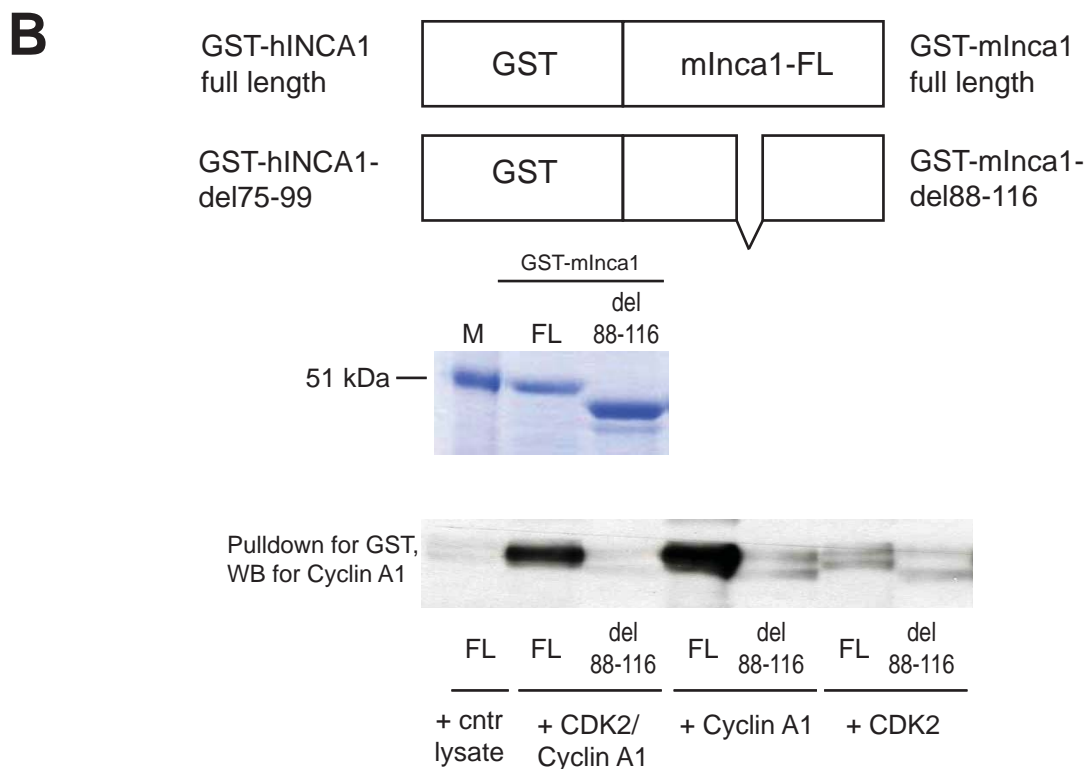 B
GST-hINCA1
full length
GST
mInca1-FL
GST-mInca1
full length
GST-hINCA1-
del75-99
GST
GST-mInca1-
del88-116
GST-mInca1
M
FL
del
88-116
51 kDa
Pulldown for GST,
WB for Cyclin A1
FL
FL
del
88-116
FL
del
88-116
FL
del
88-116
+ cntr
lysate
+ CDK2/
Cyclin A1
+ Cyclin A1
+ CDK2